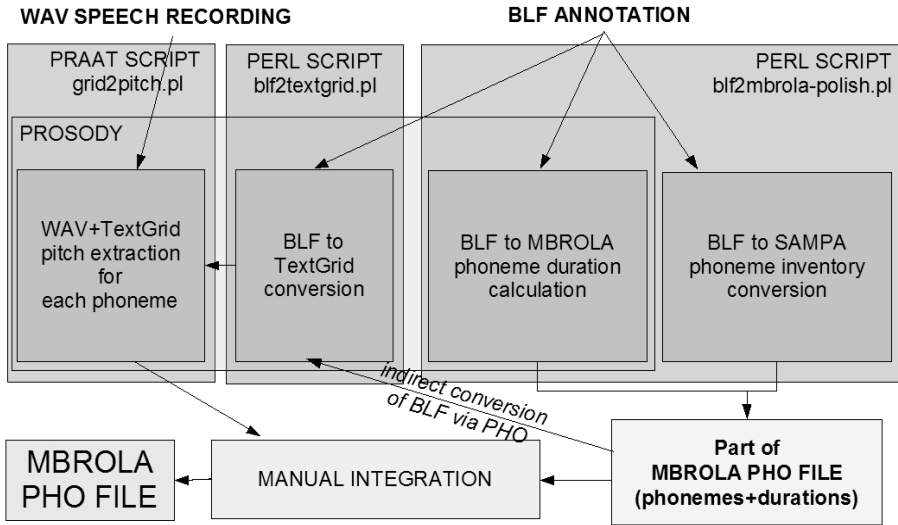 WAV SPEECH RECORDING
BLF ANNOTATION
PRAAT SCRIPT
grid2pitch.pl
PERL SCRIPT
blf2textgrid.pl
PERL SCRIPT
blf2mbrola-polish.pl
PROSODY
WAV+TextGrid
pitch extraction
for
each phoneme
BLF to
TextGrid
conversion
BLF to MBROLA
phoneme duration
calculation
BLF to SAMPA
phoneme inventory
conversion
indirect conversion
of BLF via PHO
MBROLA
PHO FILE
MANUAL INTEGRATION
Part of
MBROLA PHO FILE
(phonemes+durations)